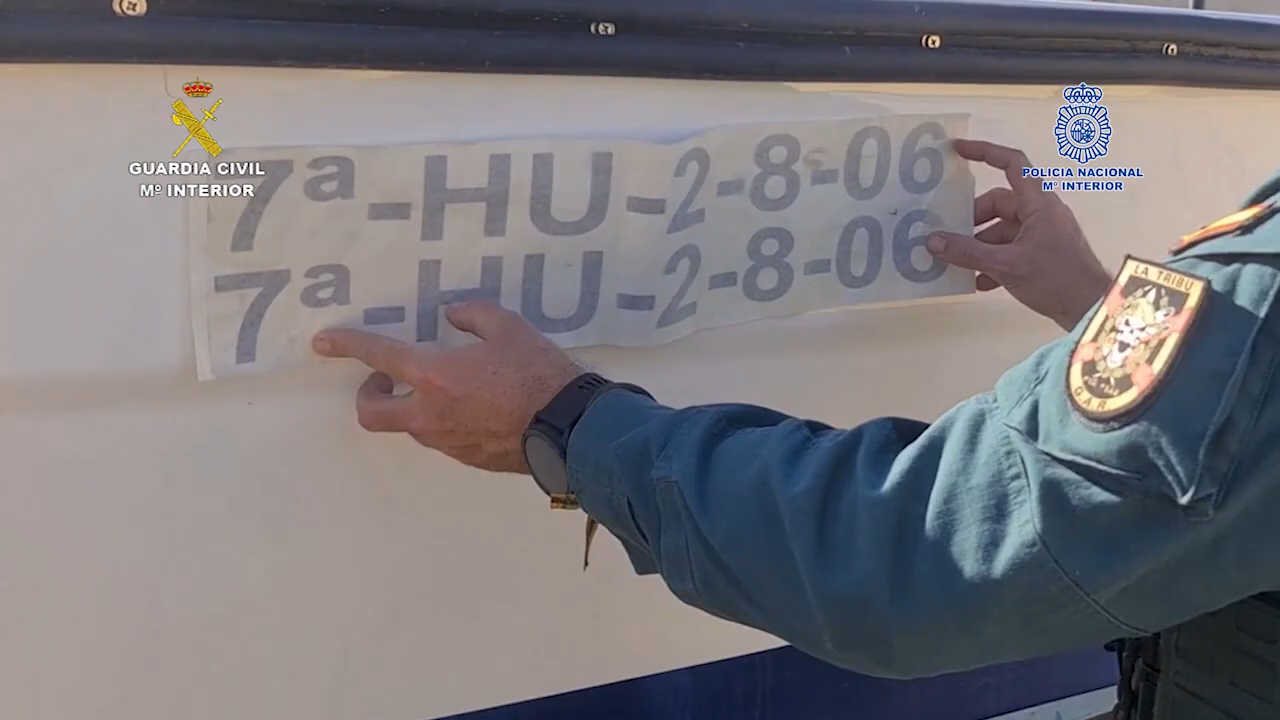 GUARDIA CIVIL
Mº INTERIOR
POLICIA NACIONAL
Mº INTERIOR
7ª-HU-2-8-06
7ª-HU-2-8-06
LA TRIBU
G.A.R